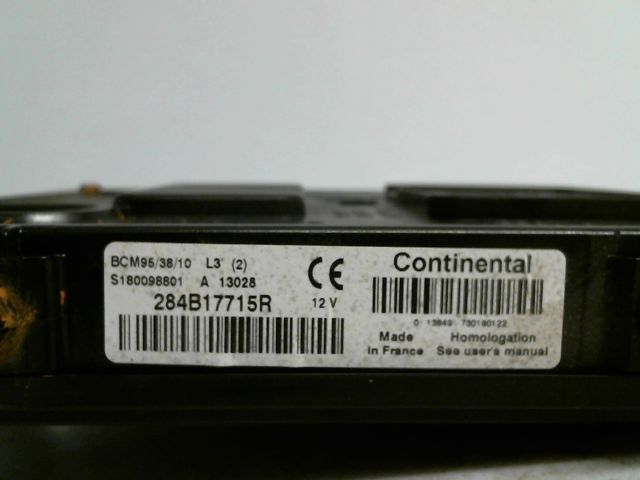 BCM95/38/10 L3 (2)
S180098801 A 13028
284B17715R
CE
12 V
Continental
0 13849 730180122
Made
in France
Homologation
See user's manual